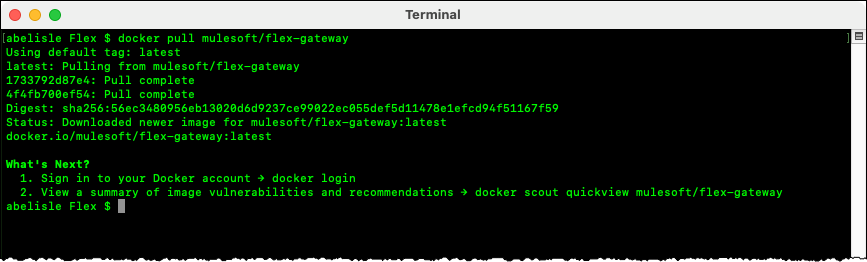 Terminal
[abelisle Flex $ docker pull mulesoft/flex-gateway ]
Using default tag: latest
latest: Pulling from mulesoft/flex-gateway
1733792d87e4: Pull complete
4f4fb700ef54: Pull complete
Digest: sha256:56ec3480956eb13020d6d9237ce99022ec055def5d11478e1efcd94f51167f59
Status: Downloaded newer image for mulesoft/flex-gateway:latest
docker.io/mulesoft/flex-gateway:latest
What's Next?
1. Sign in to your Docker account → docker login
2. View a summary of image vulnerabilities and recommendations → docker scout quickview mulesoft/flex-gateway
abelisle Flex $